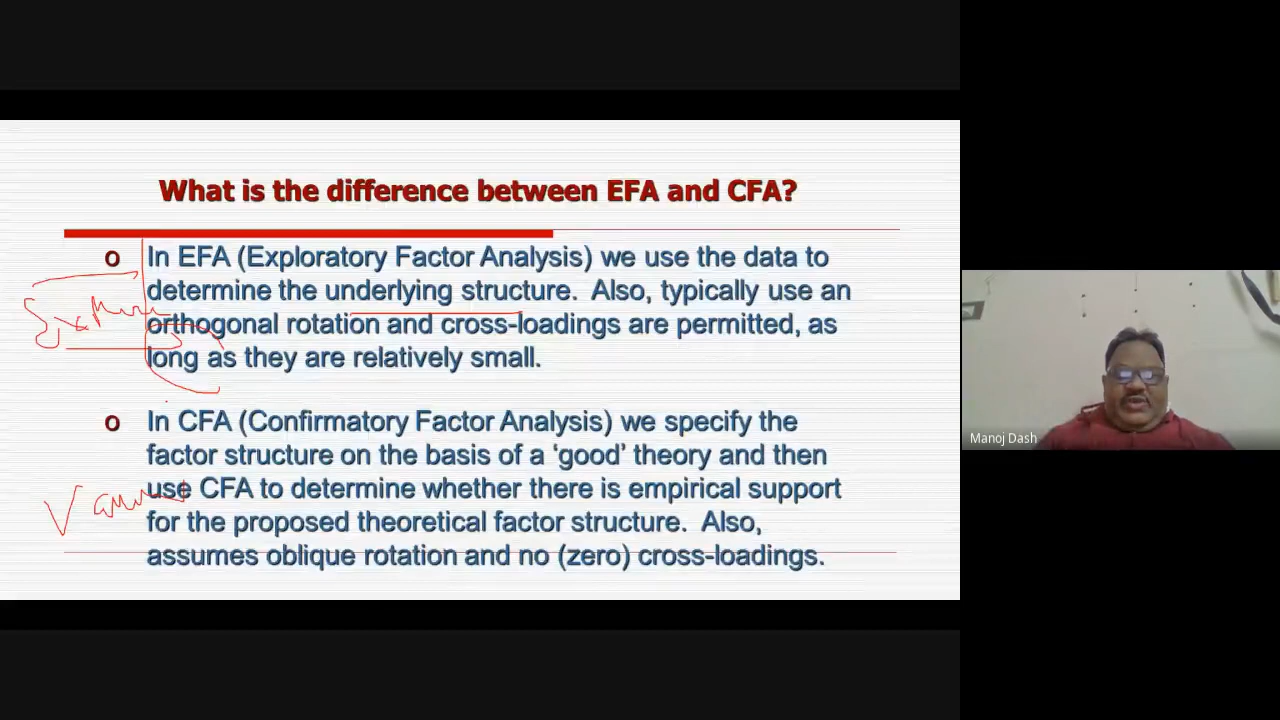 What is the difference between EFA and CFA?
o In EFA (Exploratory Factor Analysis) we use the data to
determine the underlying structure. Also, typically use an
orthogonal rotation and cross-loadings are permitted, as
long as they are relatively small.
o In CFA (Confirmatory Factor Analysis) we specify the
factor structure on the basis of a ‘good’ theory and then
use CFA to determine whether there is empirical support
for the proposed theoretical factor structure. Also,
assumes oblique rotation and no (zero) cross-loadings.
Manoj Dash